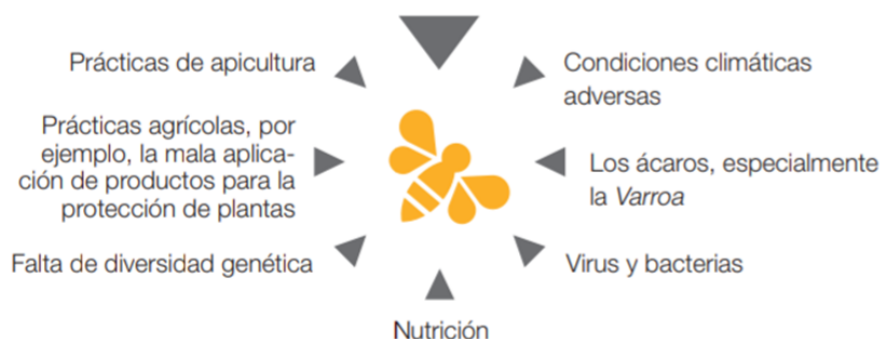 Prácticas de apicultura
Condiciones climáticas
adversas
Prácticas agrícolas, por
ejemplo, la mala aplica-
ción de productos para la
protección de plantas
Los ácaros, especialmente
la Varroa
Falta de diversidad genética
Virus y bacterias
Nutrición